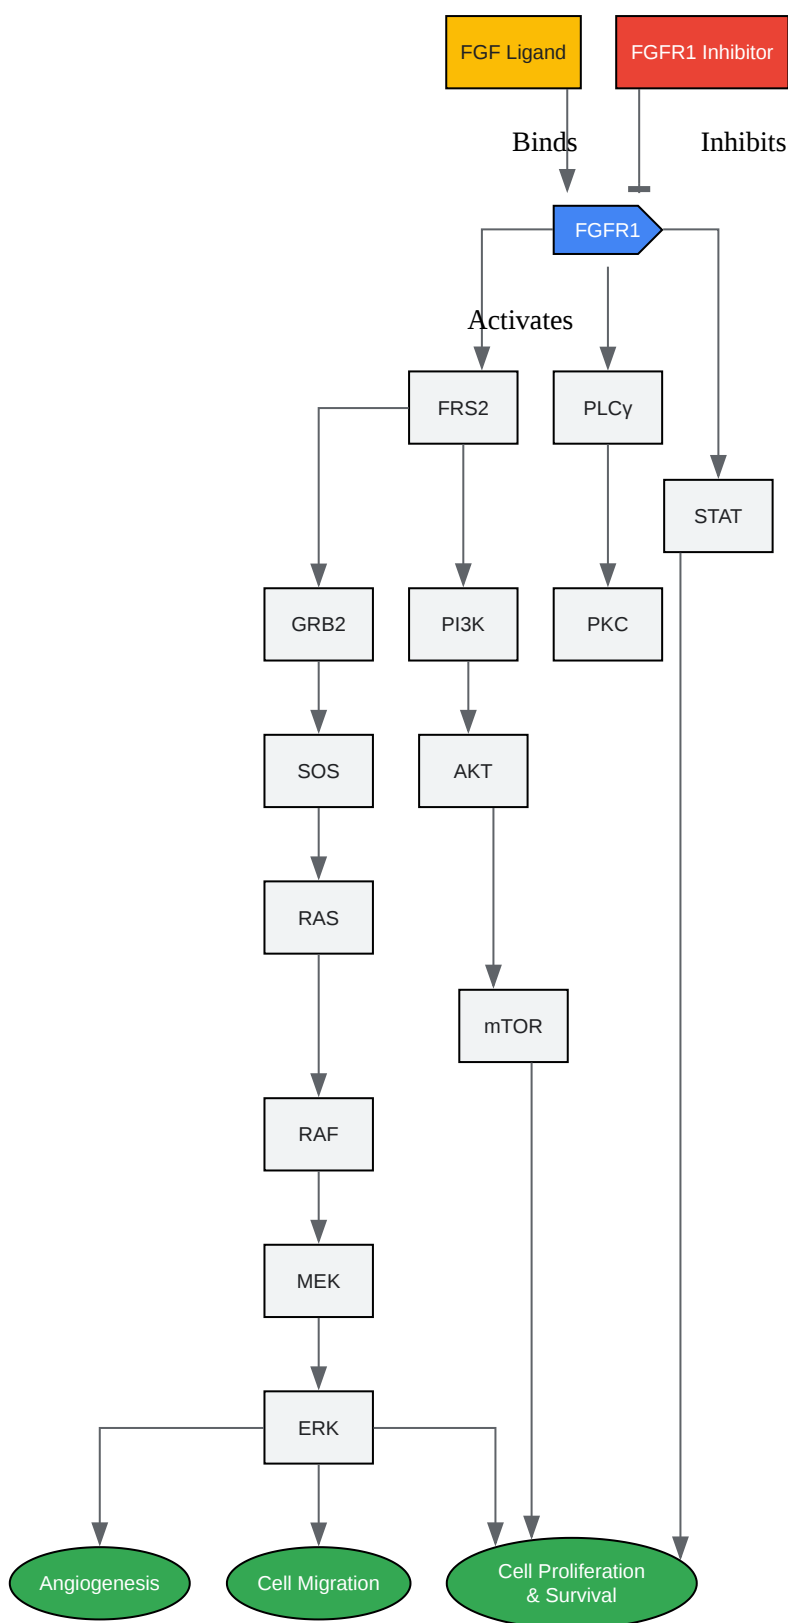 FGF Ligand
FGFR1 Inhibitor
Binds
Inhibits
FGFR1
Activates
FRS2
PLCγ
STAT
GRB2
PI3K
PKC
SOS
AKT
RAS
mTOR
RAF
MEK
ERK
Angiogenesis
Cell Migration
Cell Proliferation
& Survival